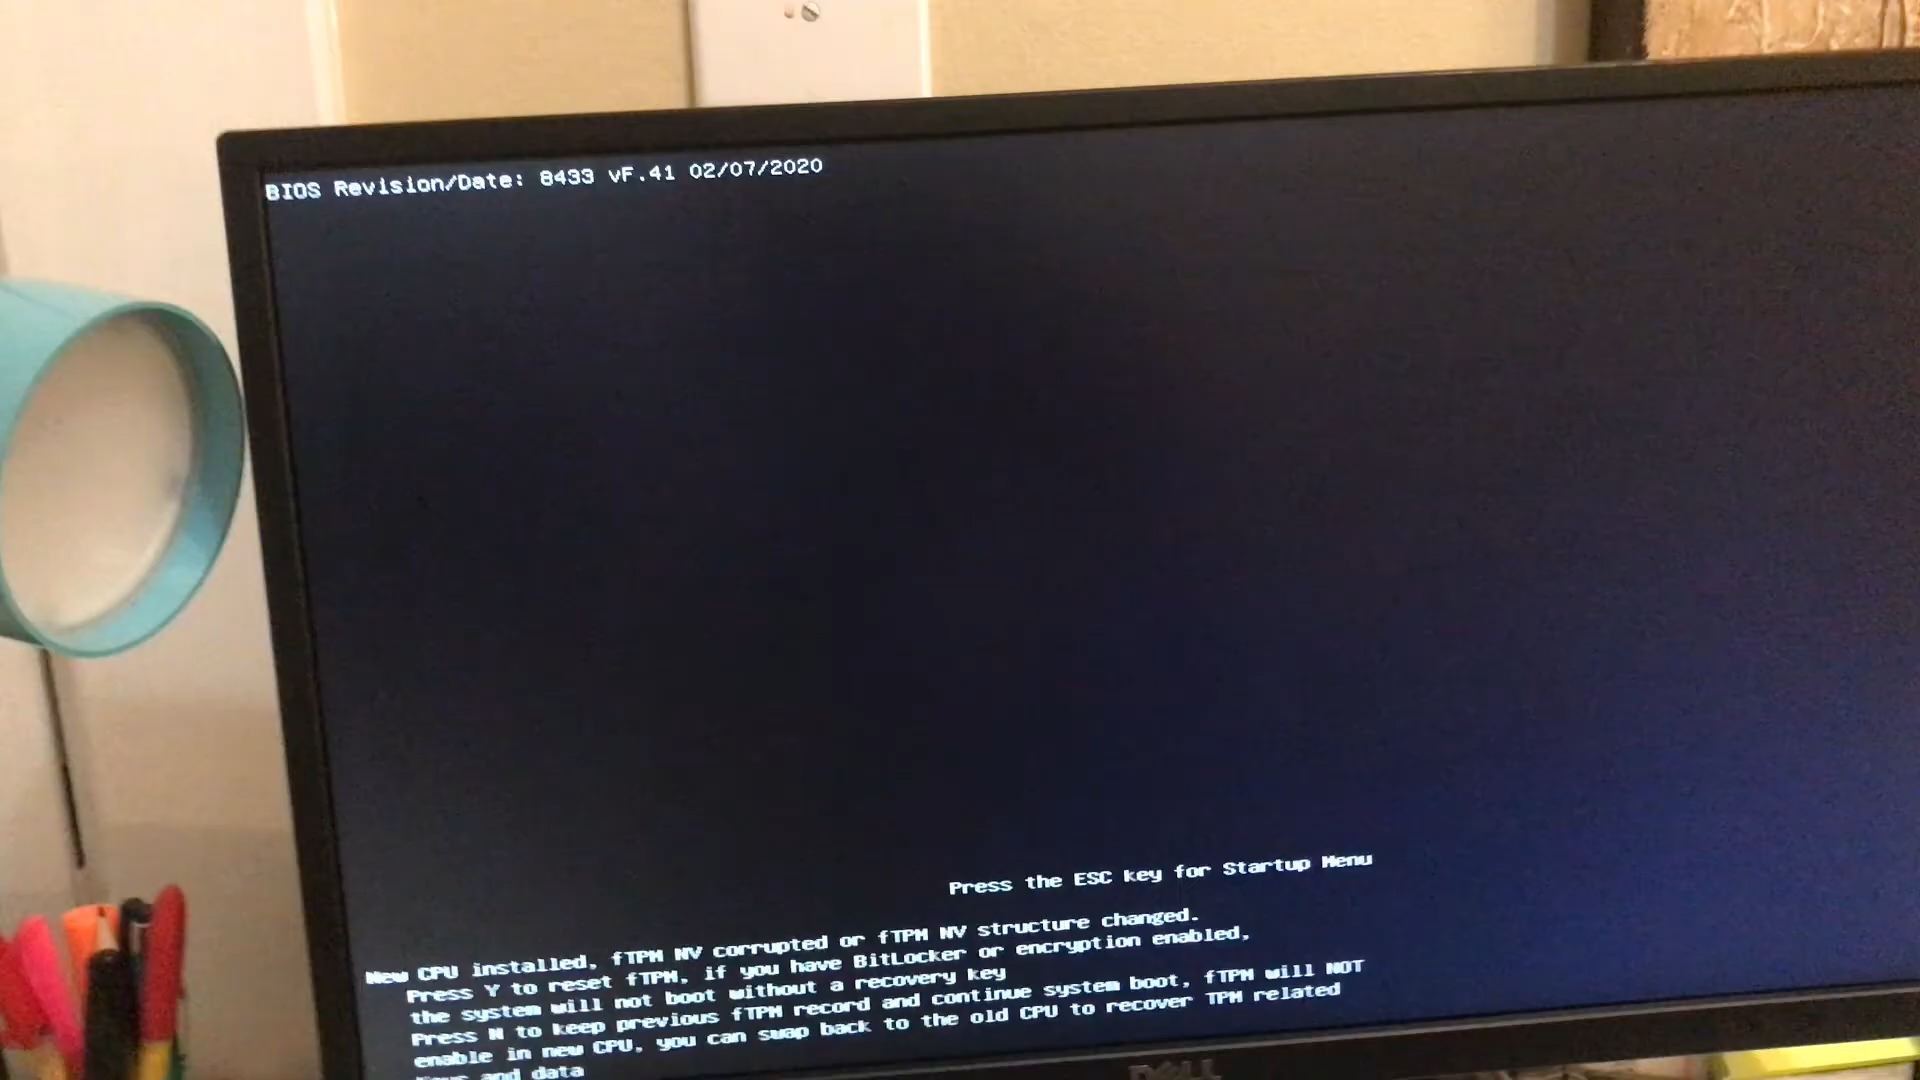 BIOS Revision/Date: 8433 vF.41 02/07/2020
Press the ESC key for Startup Menu
New CPU installed, fTPM NV corrupted or fTPM NV structure changed.
Press Y to reset fTPM, if you have BitLocker or encryption enabled,
the system will not boot without a recovery key
Press N to keep previous fTPM record and continue system boot, fTPM will NOT
enable in new CPU, you can swap back to the old CPU to recover TPM related
keys and data
DELL